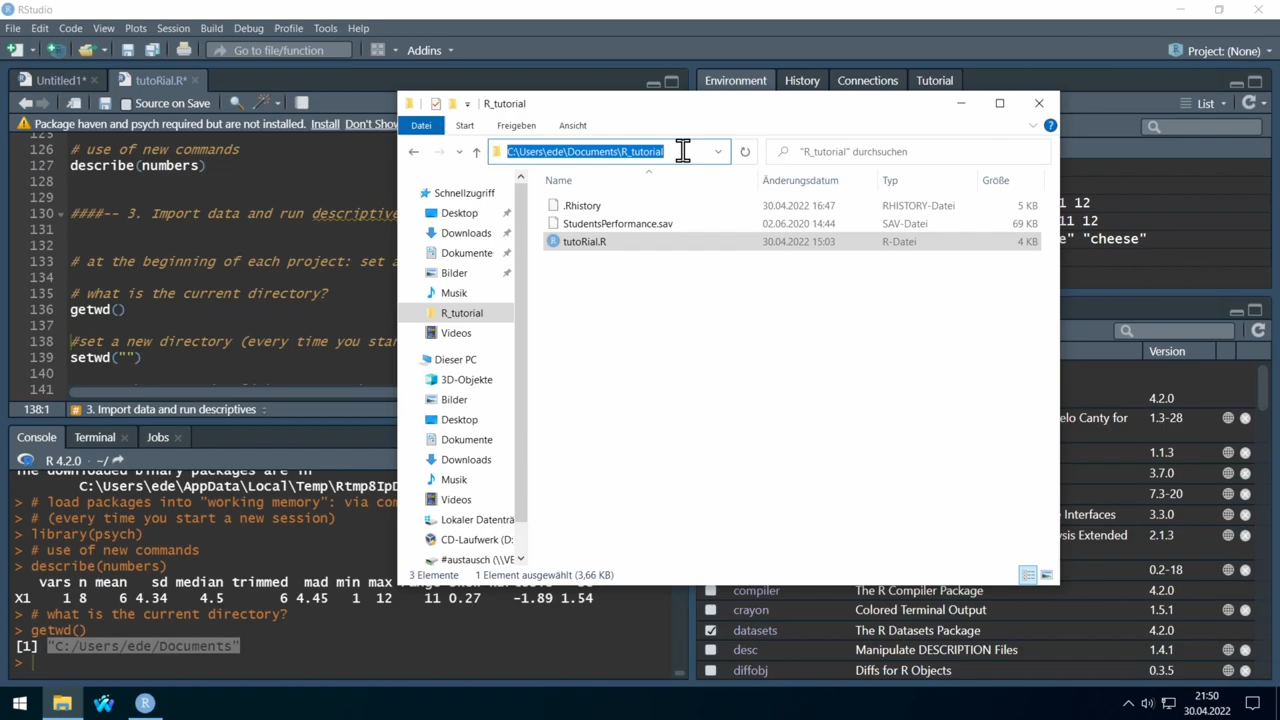 RStudio
File Edit Code View Plots Session Build Debug Profile Tools Help
Go to file/function Addins Project: (None)
Untitled1* tutoRial.R*
Source on Save
Package haven and psych required but are not installed. Install Don't Show
126 # use of new commands
127 describe(numbers)
128
129
130 ####-- 3. Import data and run descriptive
131
132
133 # at the beginning of each project: set a
134
135 # what is the current directory?
136 getwd()
137
138 #set a new directory (every time you star
139 setwd("")
140
141
138:1 3. Import data and run descriptives
Console Terminal Jobs
R 4.2.0 · ~/
The downloaded binary packages are in
C:\Users\ede\AppData\Local\Temp\Rtmp8IpD
> # load packages into "working memory": via com
> # (every time you start a new session)
> library(psych)
> # use of new commands
> describe(numbers)
vars n mean sd median trimmed mad min max
X1 1 8 6 4.34 4.5 6 4.45 1 12 11 0.27 -1.89 1.54
> # what is the current directory?
> getwd()
[1] "C:/Users/ede/Documents"
>
R_tutorial
Datei Start Freigeben Ansicht
C:\Users\ede\Documents\R_tutorial "R_tutorial" durchsuchen
Name Änderungsdatum Typ Größe
.Rhistory 30.04.2022 16:47 RHISTORY-Datei 5 KB
StudentsPerformance.sav 02.06.2020 14:44 SAV-Datei 69 KB
tutoRial.R 30.04.2022 15:03 R-Datei 4 KB
Schnellzugriff
Desktop
Downloads
Dokumente
Bilder
Musik
R_tutorial
Videos
Dieser PC
3D-Objekte
Bilder
Desktop
Dokumente
Downloads
Musik
Videos
Lokaler Datenträ
CD-Laufwerk (D:
#austausch (\\VE
3 Elemente 1 Element ausgewählt (3,66 KB)
Environment History Connections Tutorial
List
1 12
11 12
e" "cheese"
Version
4.2.0
elo Canty for 1.3-28
1.1.3
3.7.0
7.3-20
e Interfaces 3.3.0
ysis Extended 2.1.3
0.2-18
compiler The R Compiler Package 4.2.0
crayon Colored Terminal Output 1.5.1
datasets The R Datasets Package 4.2.0
desc Manipulate DESCRIPTION Files 1.4.1
diffobj Diffs for R Objects 0.3.5
21:50
30.04.2022